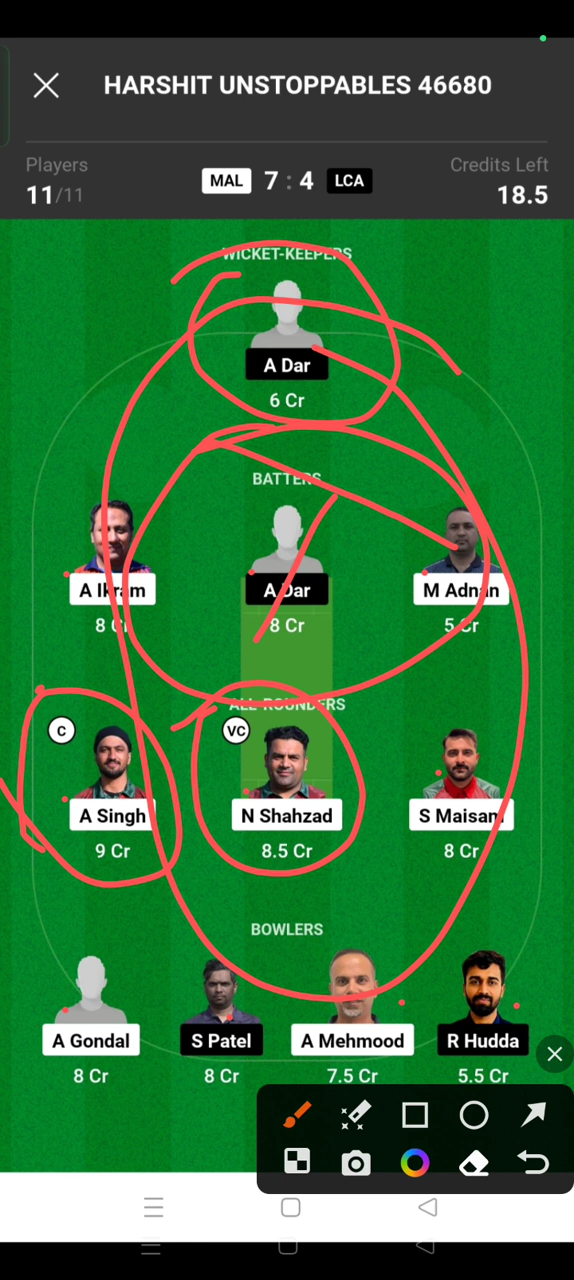 HARSHIT UNSTOPPABLES 46680
Players
Credits Left
11/11
MAL 7 : 4 LCA
18.5
WICKET-KEEPERS
A Dar
6 Cr
BATTERS
A Ikram
A Dar
M Adnan
8 Cr
8 Cr
5 Cr
ALL-ROUNDERS
C
VC
A Singh
N Shahzad
S Maisam
9 Cr
8.5 Cr
8 Cr
BOWLERS
A Gondal
S Patel
A Mehmood
R Hudda
8 Cr
8 Cr
7.5 Cr
5.5 Cr